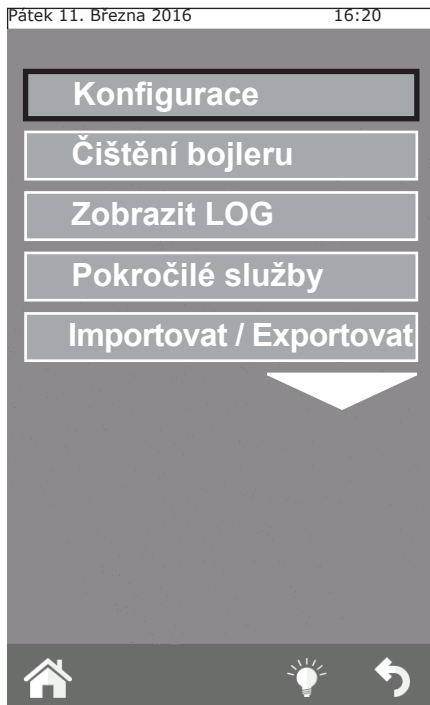 Pátek 11. Března 2016 16:20
Konfigurace
Čištění bojleru
Zobrazit LOG
Pokročilé služby
Importovat / Exportovat